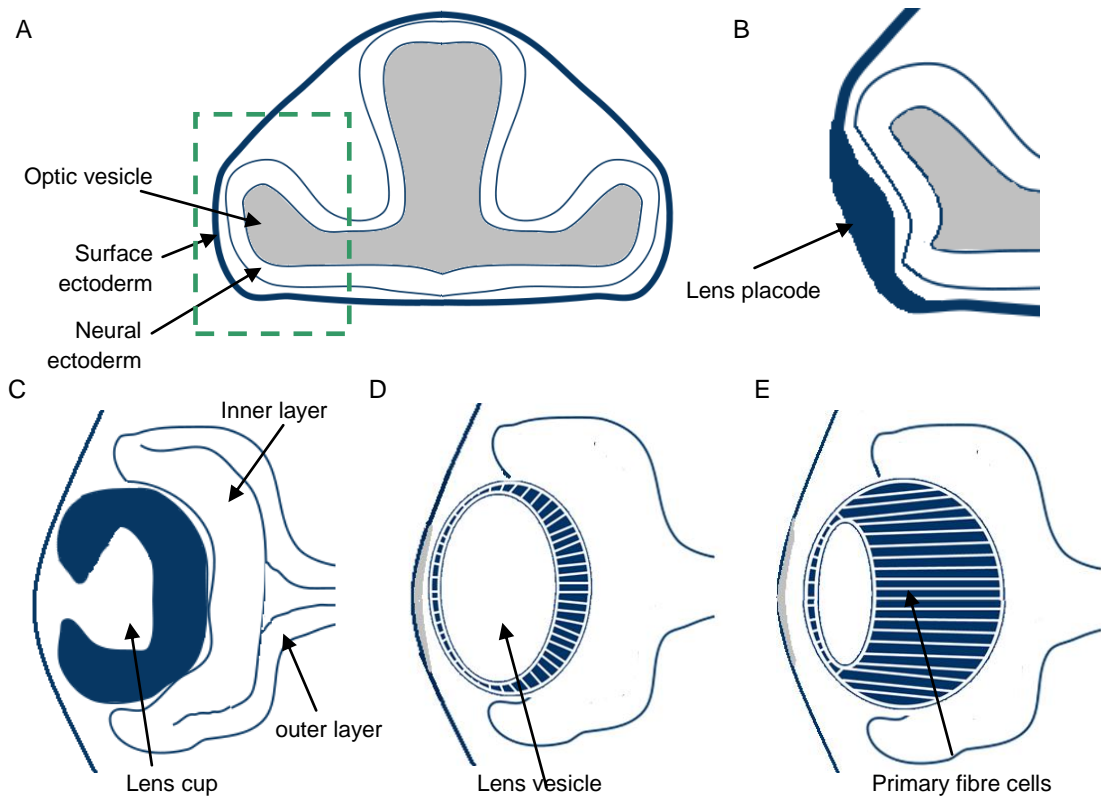 A
B
Optic vesicle
Surface
ectoderm
Neural
ectoderm
Lens placode
C
D
E
Inner layer
outer layer
Lens cup
Lens vesicle
Primary fibre cells